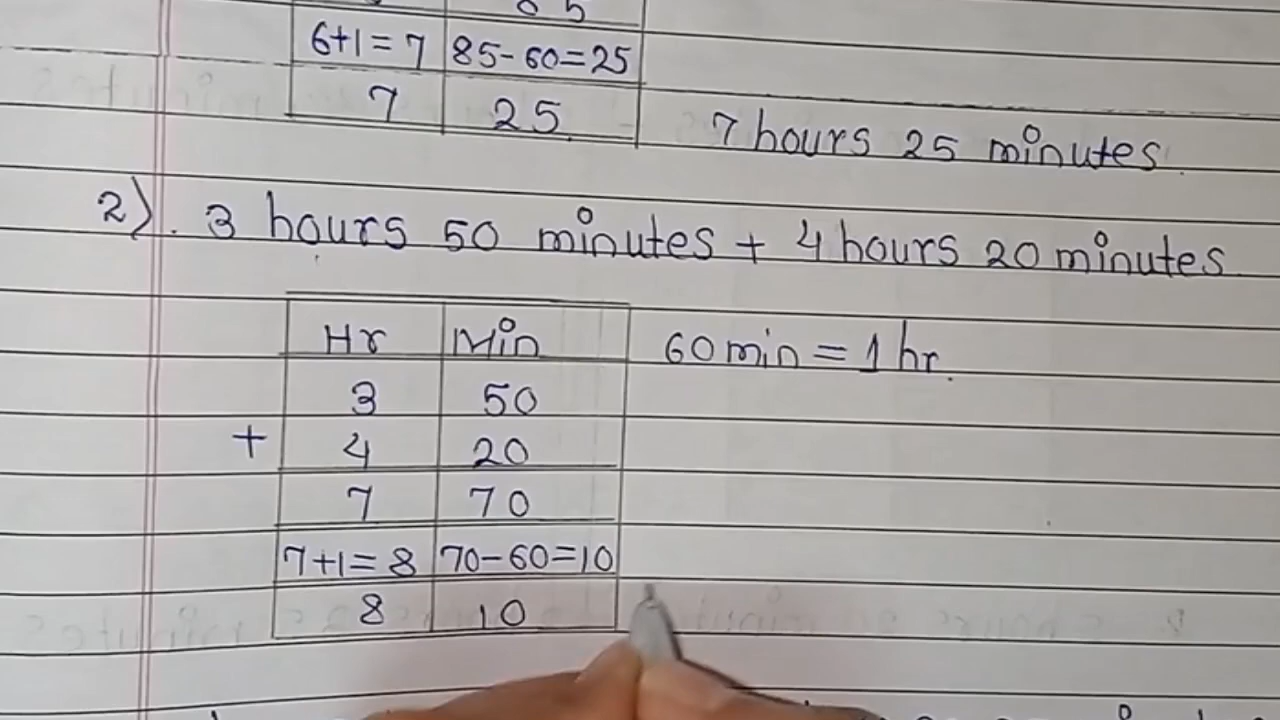 85
6+1=7 85-60=25
7 25
7 hours 25 minutes.
2). 3 hours 50 minutes + 4 hours 20 minutes
Hr Min 60 min = 1 hr.
3 50
+ 4 20
7 70
7+1=8 70-60=10
8 10